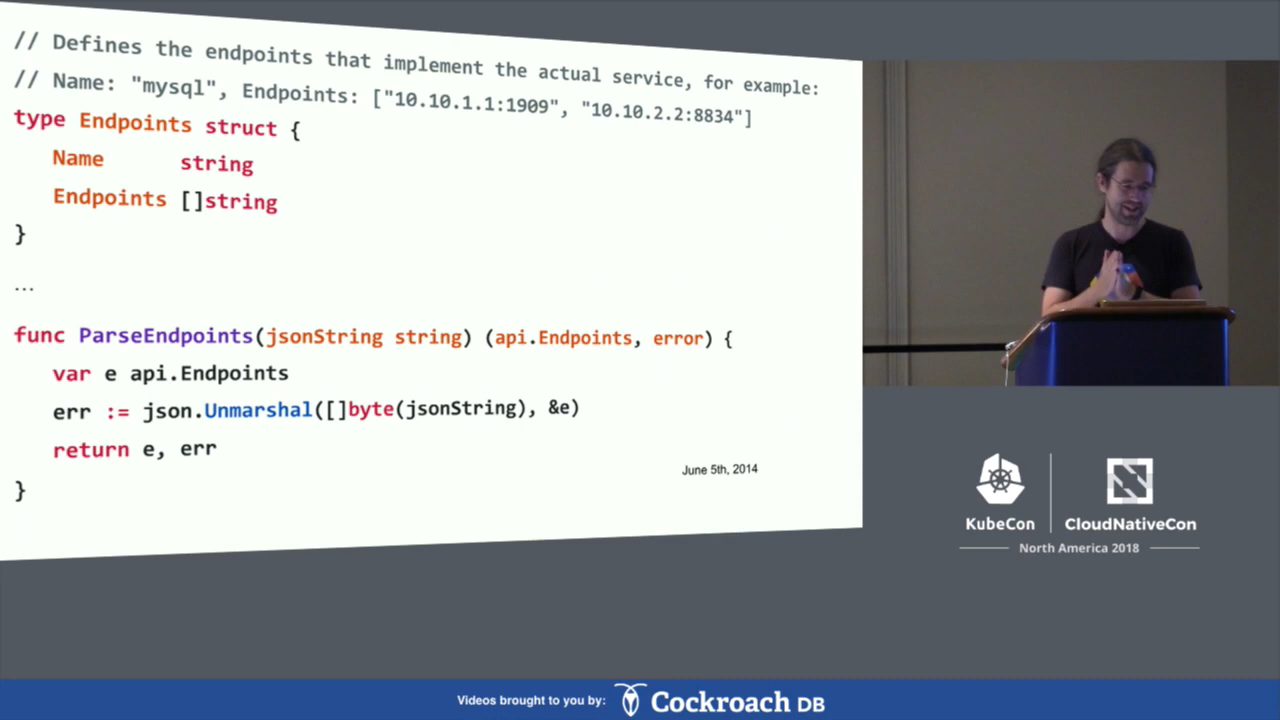 // Defines the endpoints that implement the actual service, for example:
// Name: "mysql", Endpoints: ["10.10.1.1:1909", "10.10.2.2:8834"]
type Endpoints struct {
Name string
Endpoints []string
}
...
func ParseEndpoints(jsonString string) (api.Endpoints, error) {
var e api.Endpoints
err := json.Unmarshal([]byte(jsonString), &e)
return e, err
}
June 5th, 2014
KubeCon
CloudNativeCon
North America 2018
Videos brought to you by:
Cockroach DB